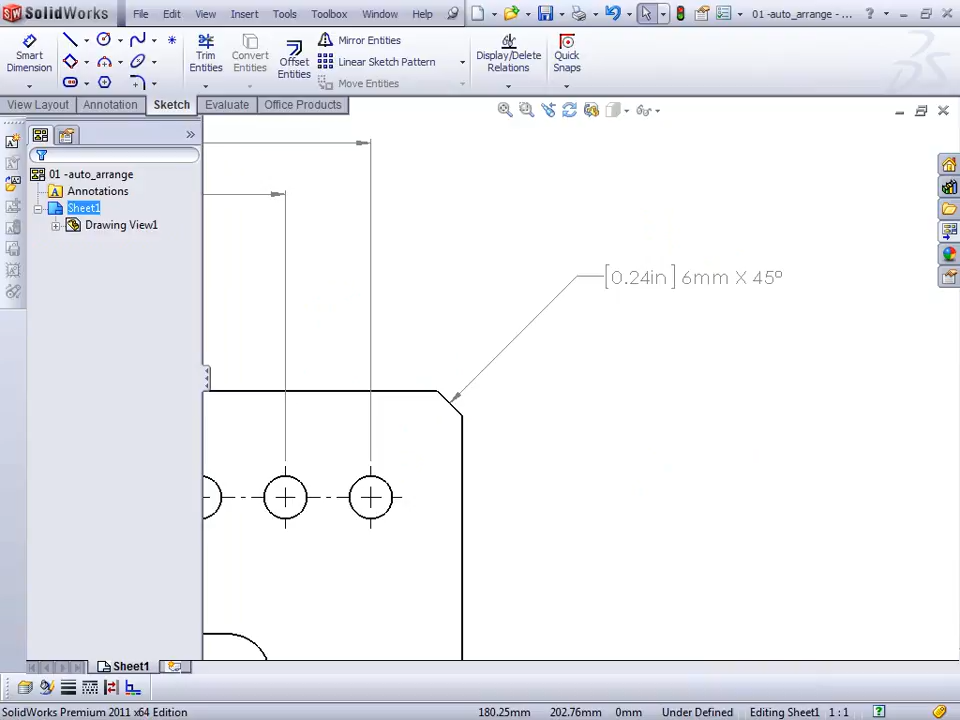 SolidWorks File Edit View Insert Tools Toolbox Window Help 01 -auto_arrange - ... ?
Smart Dimension Trim Entities Convert Entities Offset Entities Mirror Entities Linear Sketch Pattern Move Entities Display/Delete Relations Quick Snaps
View Layout Annotation Sketch Evaluate Office Products
01 -auto_arrange
A Annotations
Sheet1
Drawing View1
[0.24in ] 6mm X 45°
Sheet1
SolidWorks Premium 2011 x64 Edition 180.25mm 202.76mm 0mm Under Defined Editing Sheet1 1 : 1 ?